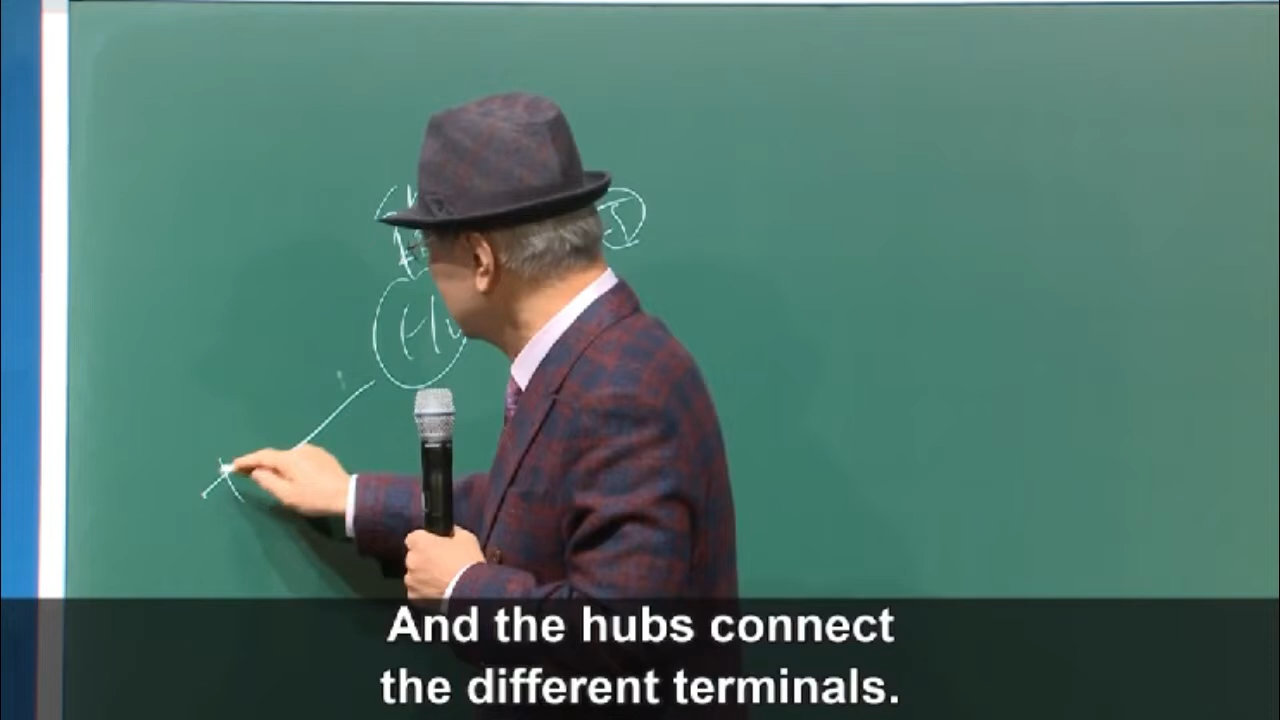 And the hubs connect
the different terminals.